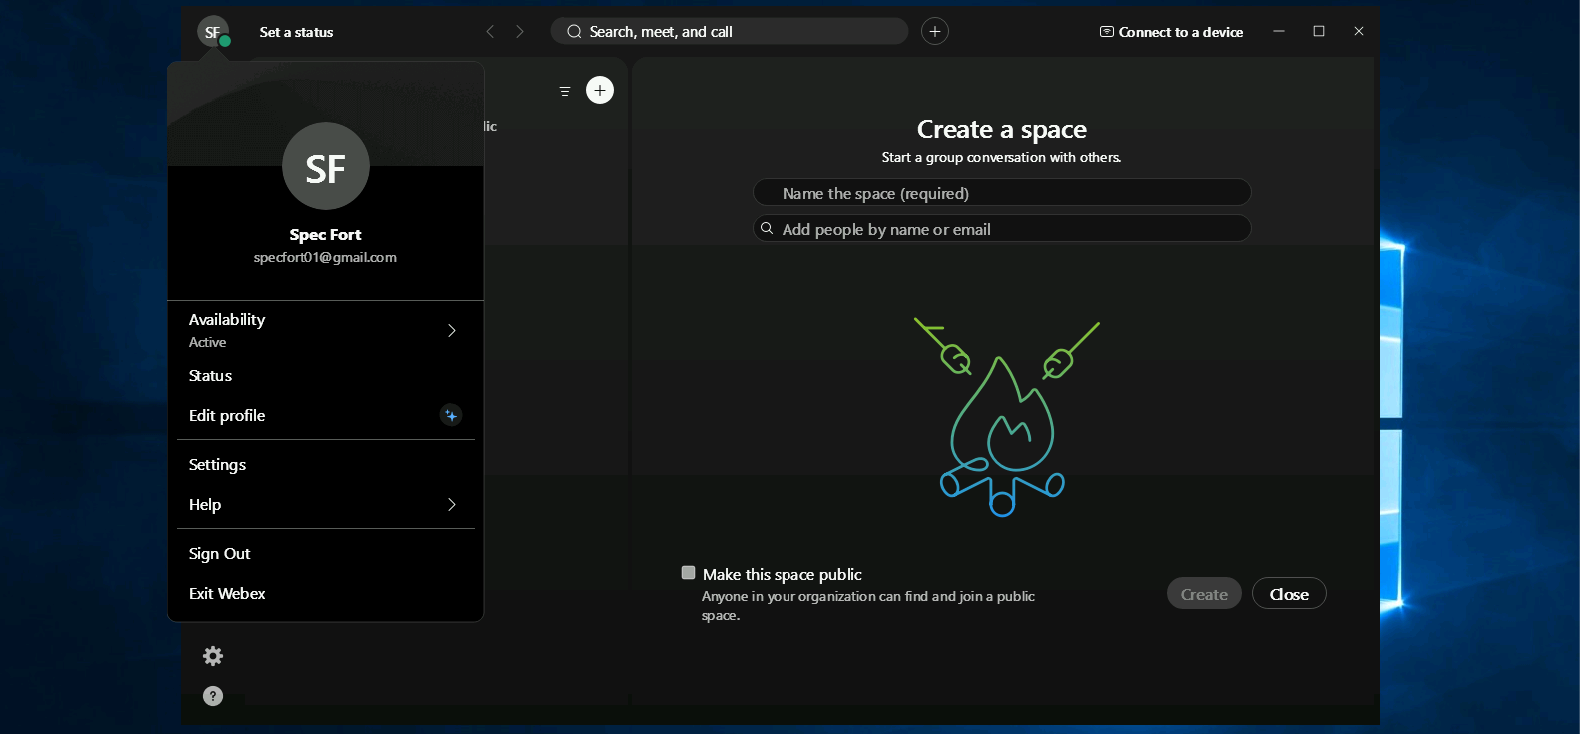 SF
Set a status
Search, meet, and call
Connect to a device
lic
SF
Spec Fort
specfort01@gmail.com
Availability
Active
Status
Edit profile
Settings
Help
Sign Out
Exit Webex
Create a space
Start a group conversation with others.
Name the space (required)
Add people by name or email
Make this space public
Anyone in your organization can find and join a public
space.
Create
Close